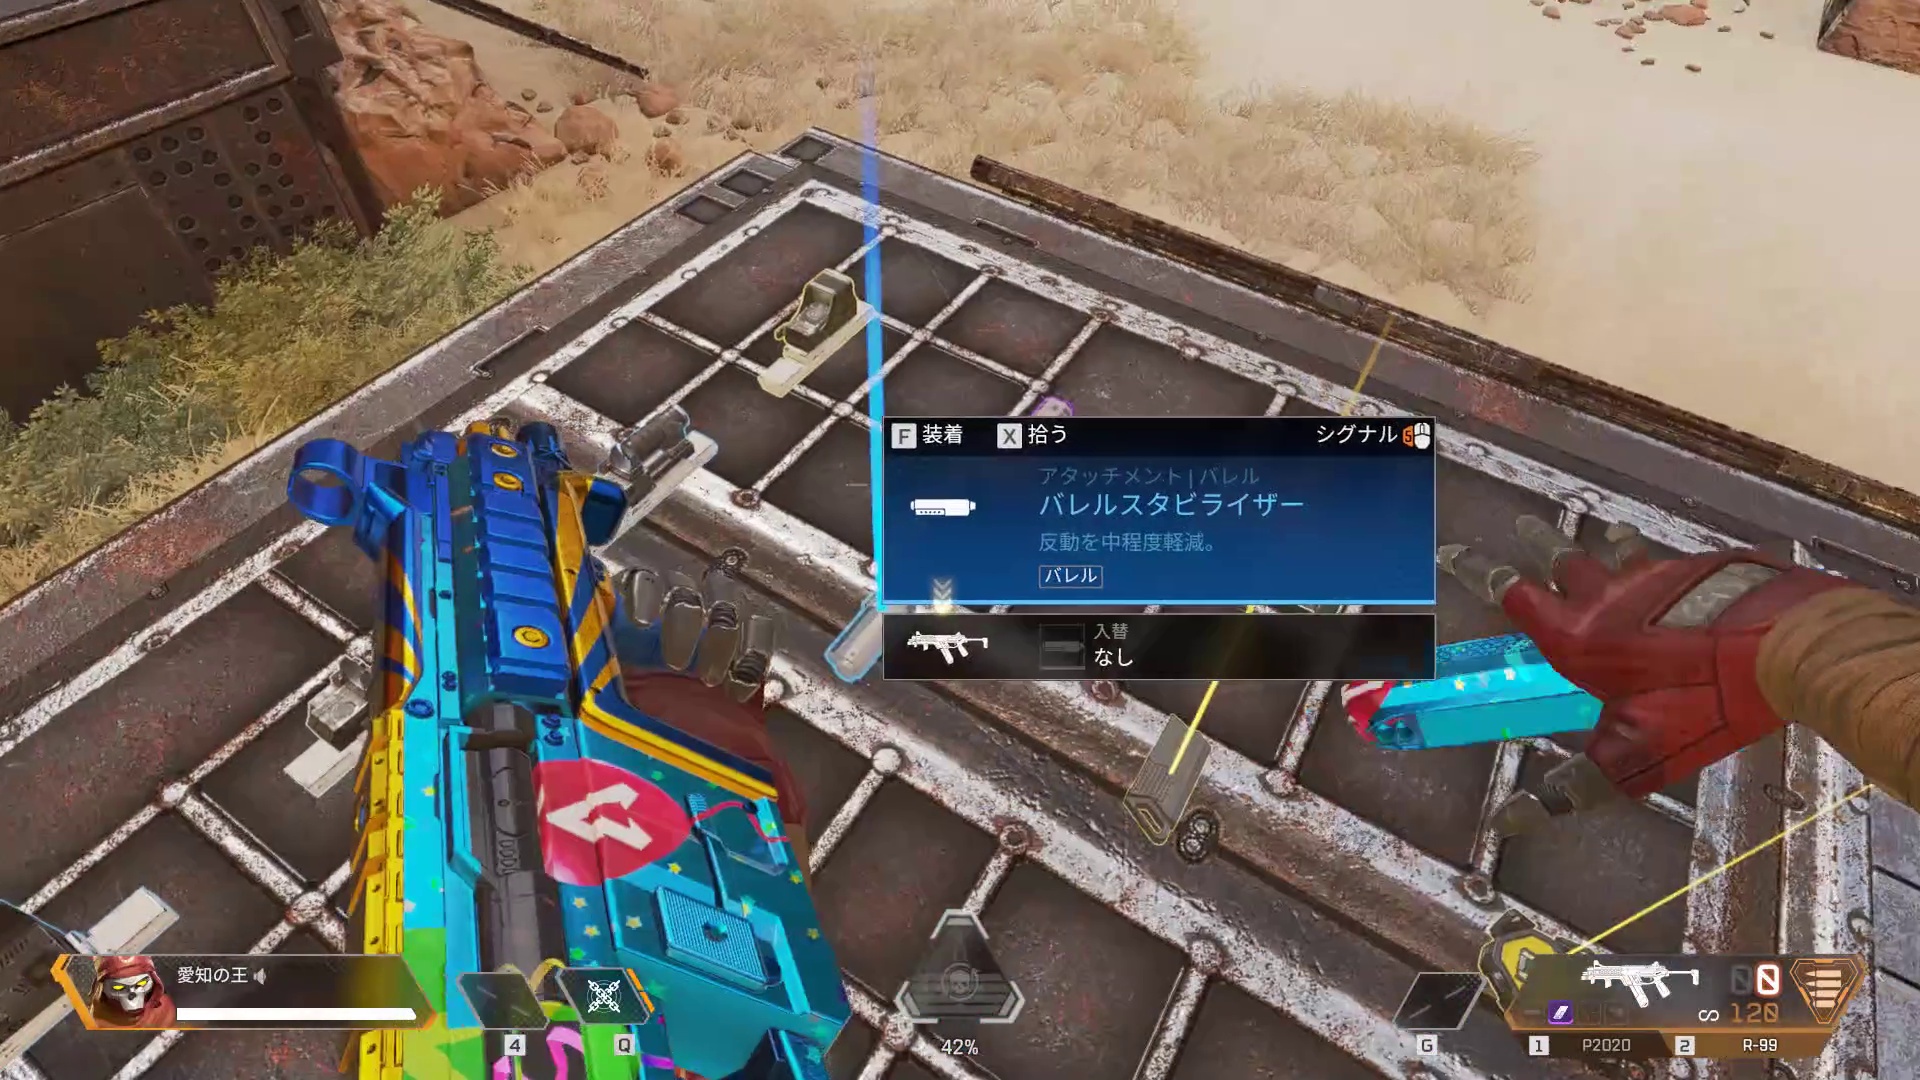 F 装着 X 拾う シグナル 5
アタッチメント | バレル
バレルスタビライザー
反動を中程度軽減。
バレル
入替
なし
愛知の王
4 Q
42%
G
00
∞ 120
1 P2020 2 R-99